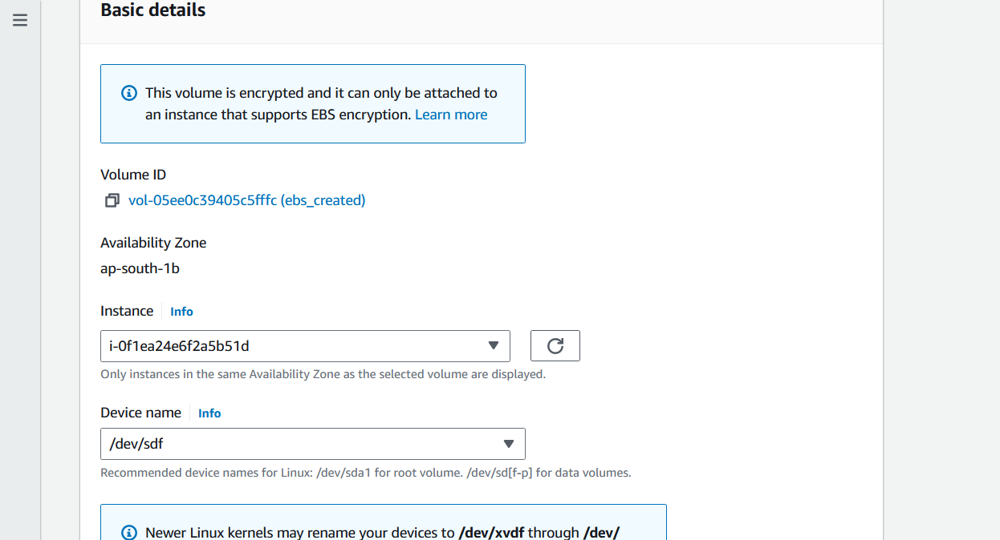 Basic details
This volume is encrypted and it can only be attached to
an instance that supports EBS encryption. Learn more
Volume ID
vol-05ee0c39405c5fffc (ebs_created)
Availability Zone
ap-south-1b
Instance Info
i-0f1ea24e6f2a5b51d
Only instances in the same Availability Zone as the selected volume are displayed.
Device name Info
/dev/sdf
Recommended device names for Linux: /dev/sda1 for root volume. /dev/sd[f-p] for data volumes.
Newer Linux kernels may rename your devices to /dev/xvdf through /dev/